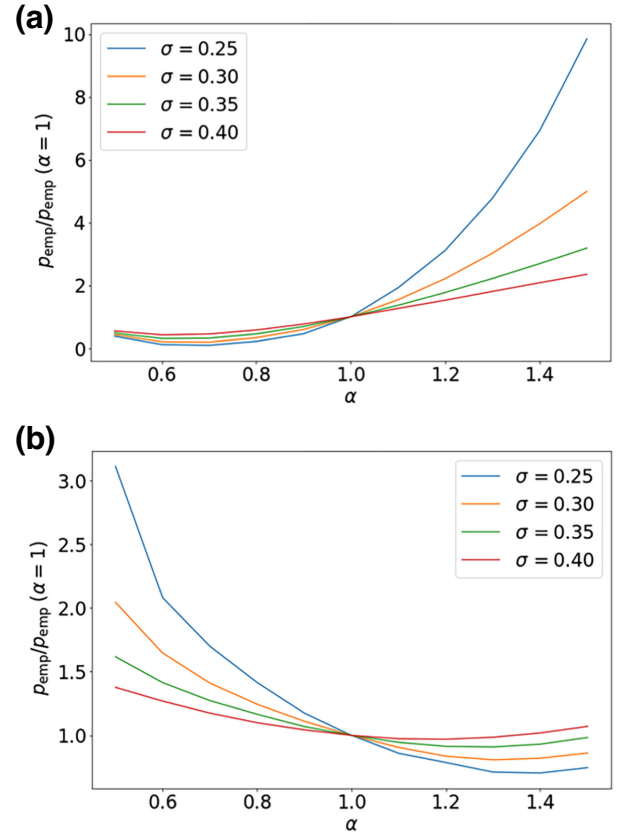 (a)
10
8
6
4
2
0
p_emp/p_emp (α = 1)
σ = 0.25
σ = 0.30
σ = 0.35
σ = 0.40
0.6 0.8 1.0 1.2 1.4
α
(b)
3.0
2.5
2.0
1.5
1.0
p_emp/p_emp (α = 1)
σ = 0.25
σ = 0.30
σ = 0.35
σ = 0.40
0.6 0.8 1.0 1.2 1.4
α